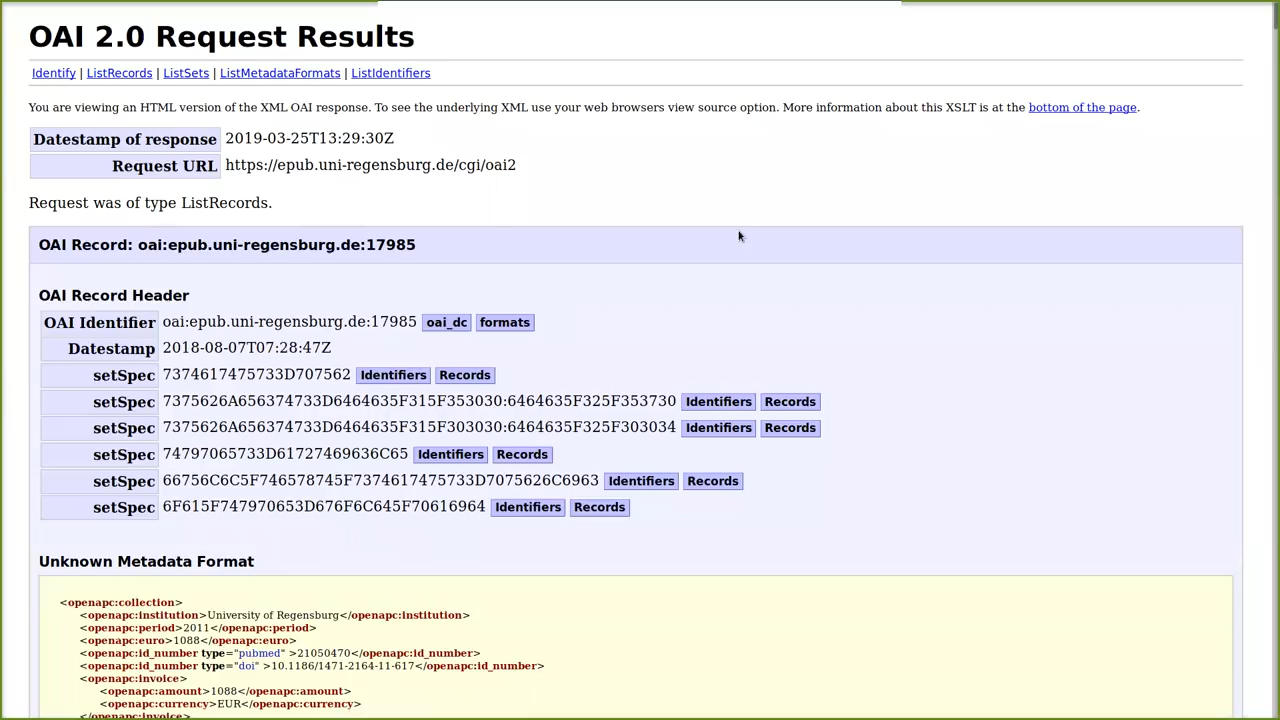 OAI 2.0 Request Results
Identify | ListRecords | ListSets | ListMetadataFormats | ListIdentifiers
You are viewing an HTML version of the XML OAI response. To see the underlying XML use your web browsers view source option. More information about this XSLT is at the bottom of the page.
Datestamp of response 2019-03-25T13:29:30Z
Request URL https://epub.uni-regensburg.de/cgi/oai2
Request was of type ListRecords.
OAI Record: oai:epub.uni-regensburg.de:17985
OAI Record Header
OAI Identifier oai:epub.uni-regensburg.de:17985 oai_dc formats
Datestamp 2018-08-07T07:28:47Z
setSpec 7374617475733D707562 Identifiers Records
setSpec 7375626A656374733D6464635F315F353030:6464635F325F353730 Identifiers Records
setSpec 7375626A656374733D6464635F315F303030:6464635F325F303034 Identifiers Records
setSpec 74797065733D61727469636C65 Identifiers Records
setSpec 66756C6C5F746578745F7374617475733D7075626C6963 Identifiers Records
setSpec 6F615F747970653D676F6C645F70616964 Identifiers Records
Unknown Metadata Format
<openapc:collection>
<openapc:institution>University of Regensburg</openapc:institution>
<openapc:period>2011</openapc:period>
<openapc:euro>1088</openapc:euro>
<openapc:id_number type="pubmed" >21050470</openapc:id_number>
<openapc:id_number type="doi" >10.1186/1471-2164-11-617</openapc:id_number>
<openapc:invoice>
<openapc:amount>1088</openapc:amount>
<openapc:currency>EUR</openapc:currency>
</openapc:invoice>